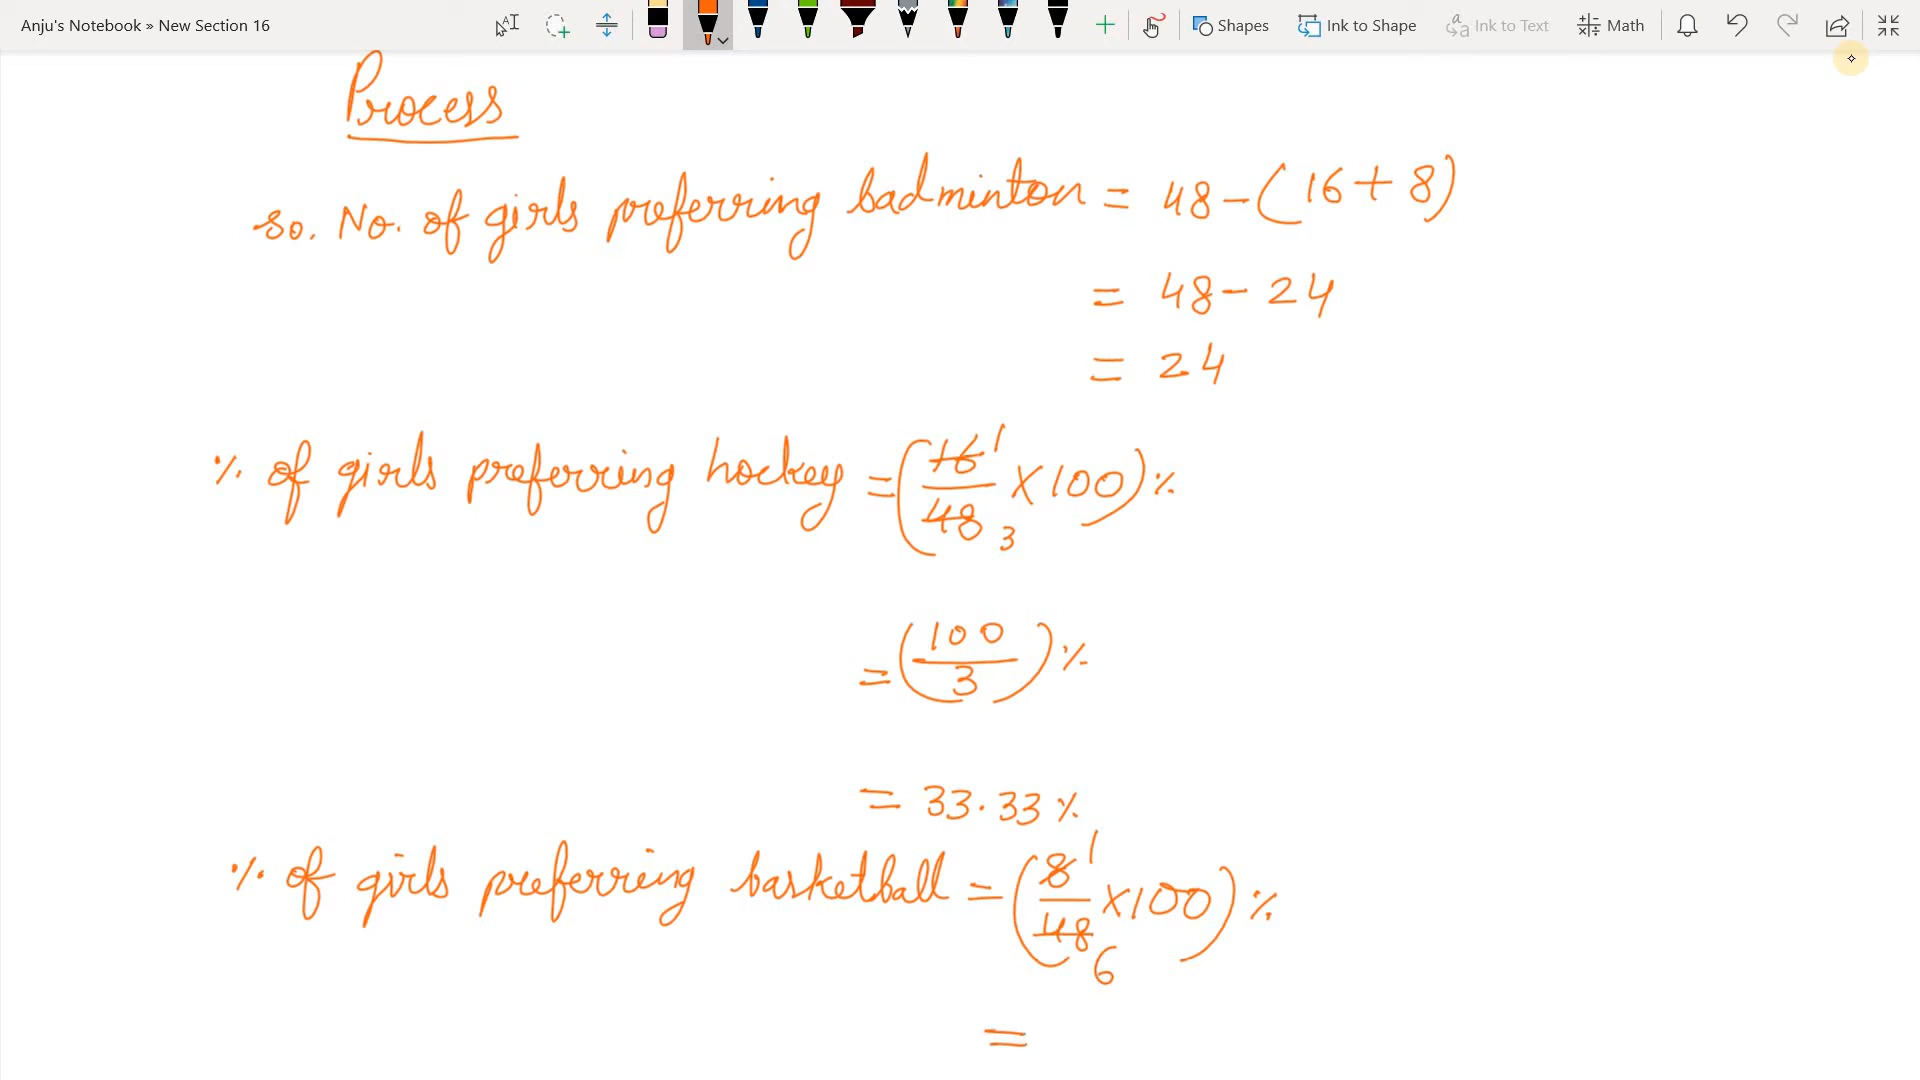 Anju's Notebook » New Section 16
Shapes Ink to Shape Ink to Text Math
Process
so. No. of girls preferring badminton = 48 - (16 + 8)
= 48 - 24
= 24
% of girls preferring hockey = (16/48 1/3 × 100) %
= (100/3) %
= 33.33 %
% of girls preferring basketball = (8/48 1/6 × 100) %
=